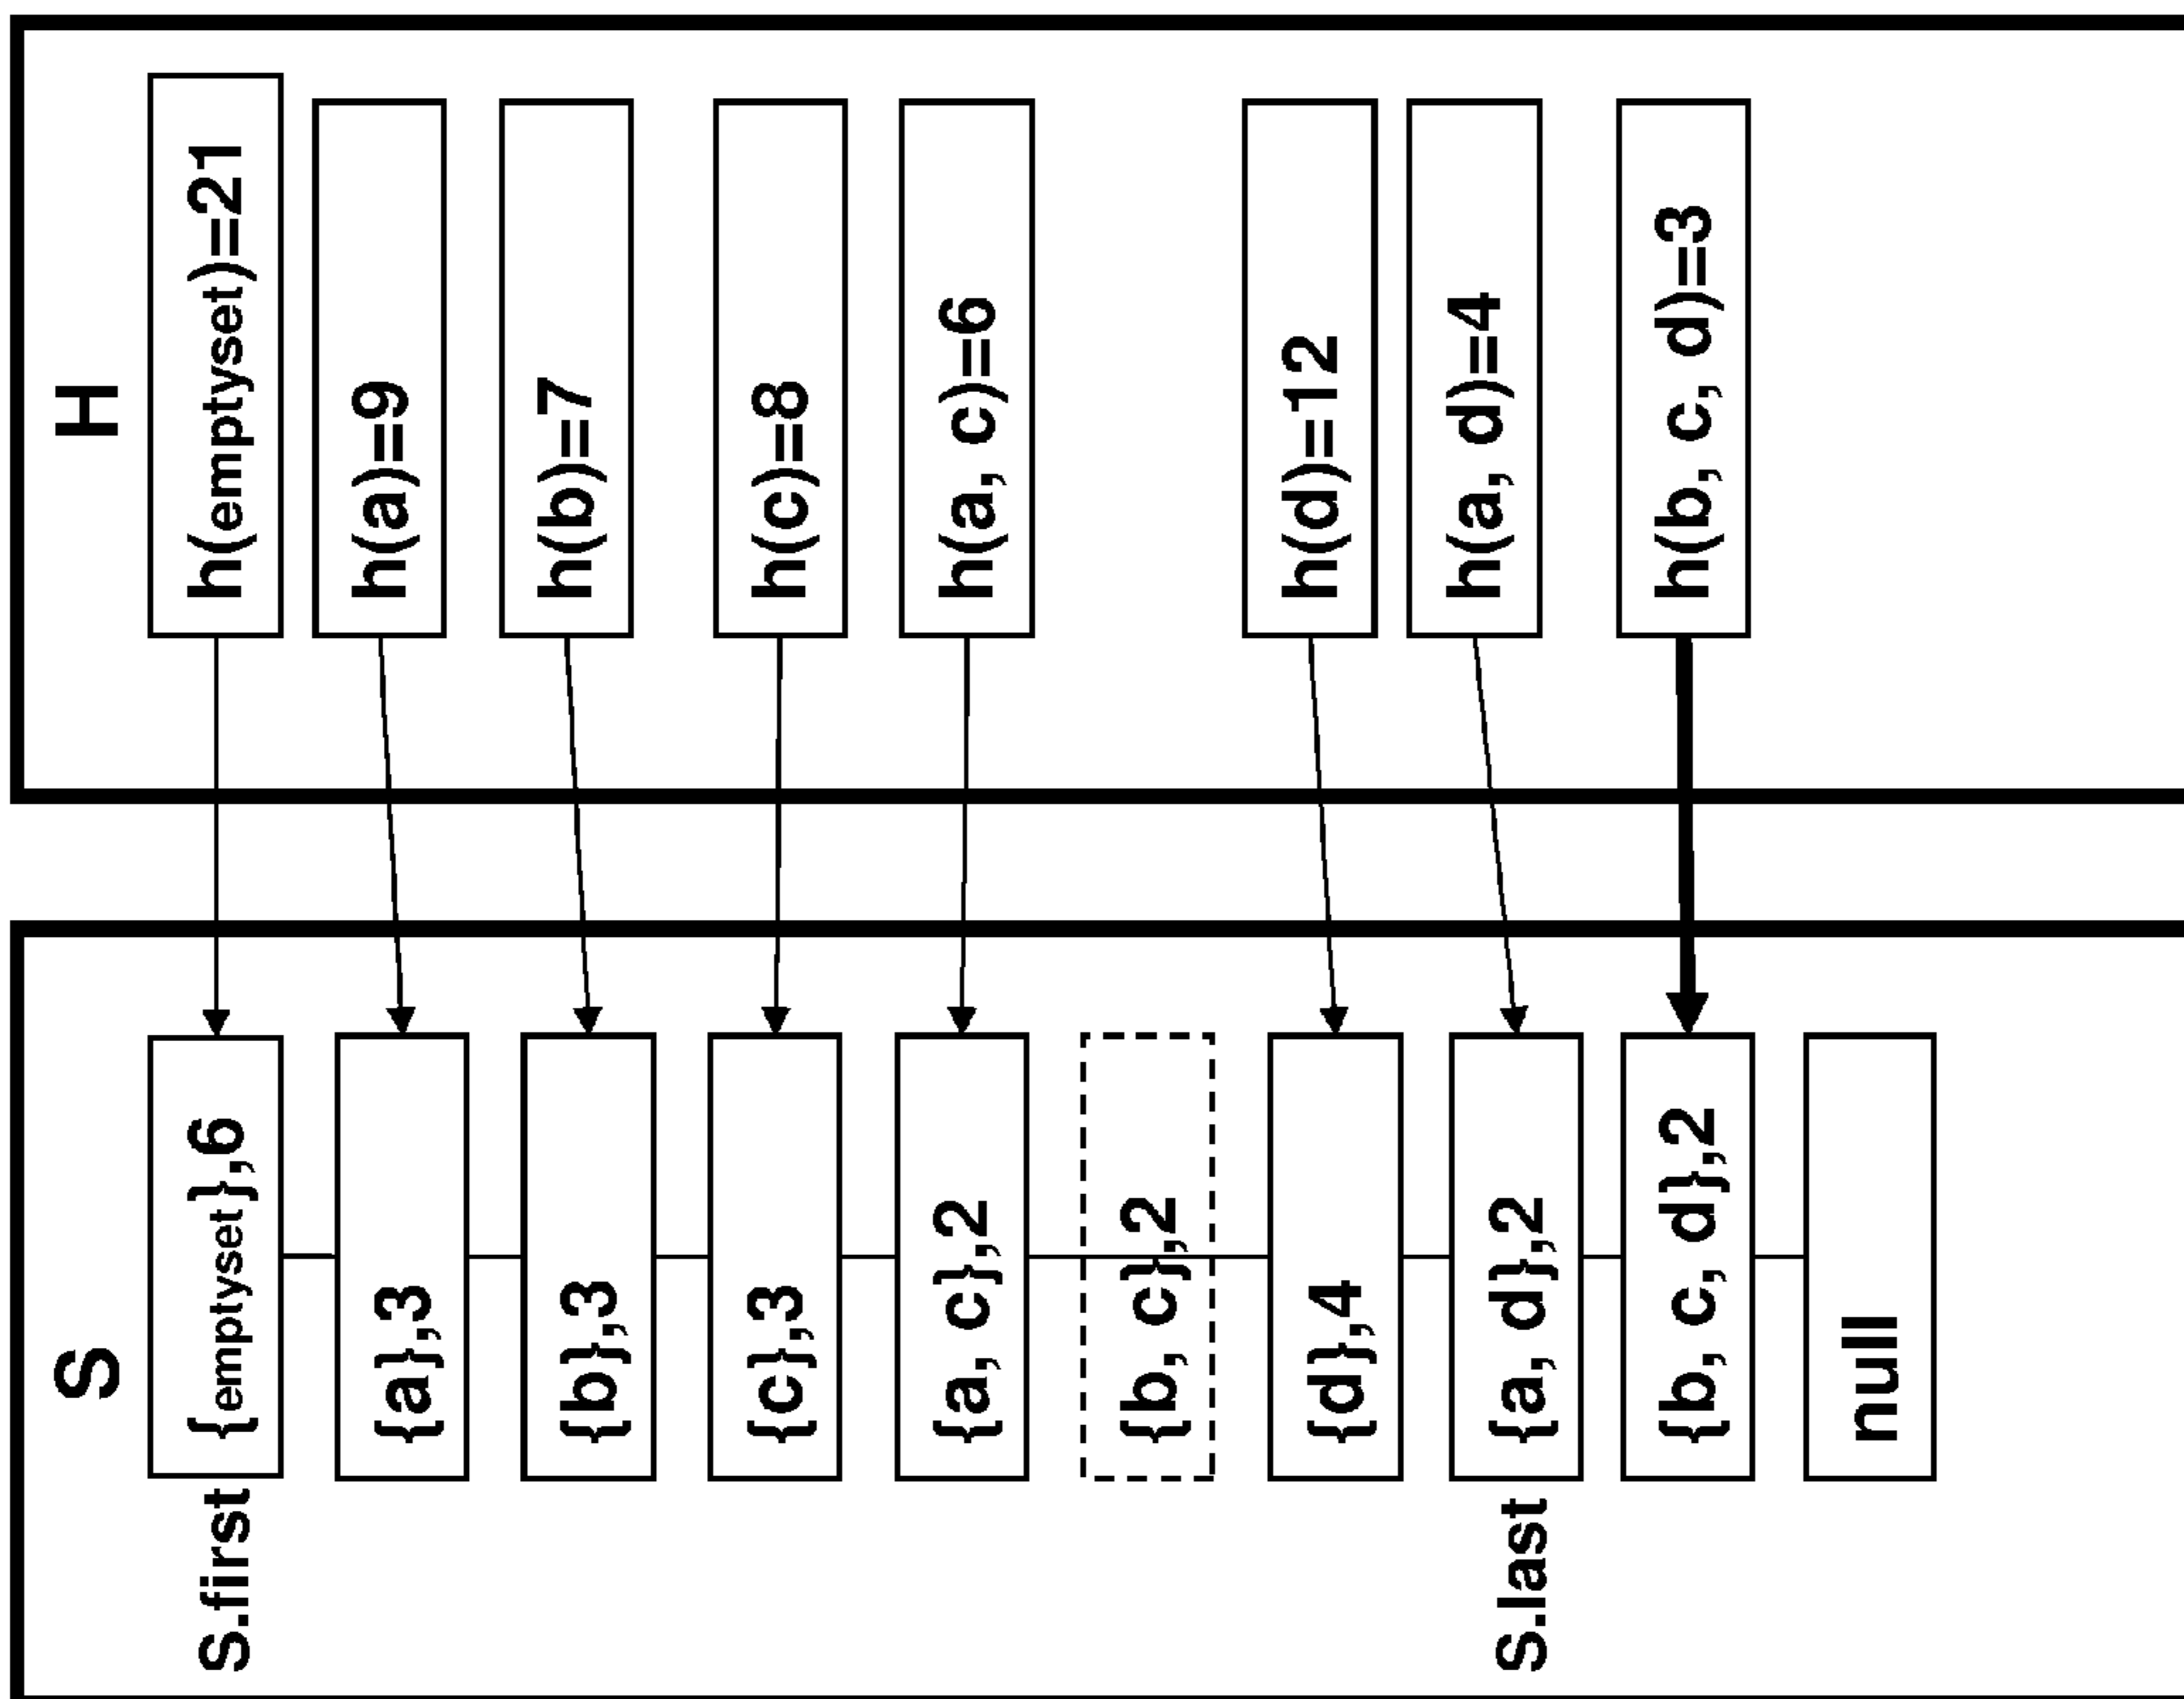 S
H
S.first
{emptyset},6
h(emptyset)=21
{a},3
h(a)=9
{b},3
h(b)=7
{c},3
h(c)=8
{a, c},2
h(a, c)=6
{b, c},2
{d},4
h(d)=12
S.last
{a, d},2
h(a, d)=4
{b, c, d},2
h(b, c, d)=3
null